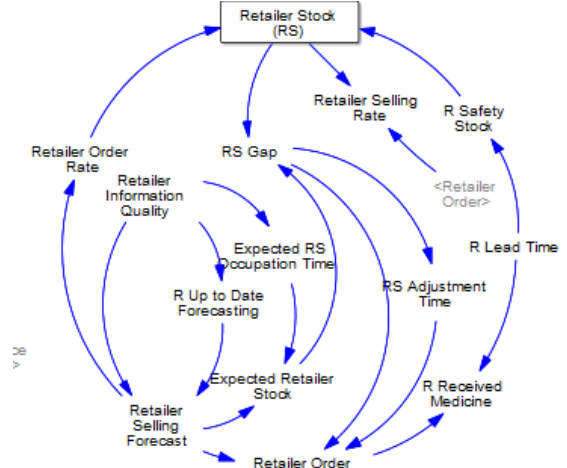 Retailer Stock
(RS)
Retailer Selling
Rate
R Safety
Stock
Retailer Order
Rate
RS Gap
Retailer
Information
Quality
<Retailer
Order>
Expected RS
Occupation Time
R Lead Time
R Up to Date
Forecasting
RS Adjustment
Time
>
Expected Retailer
Stock
R Received
Medicine
Retailer
Selling
Forecast
Retailer Order